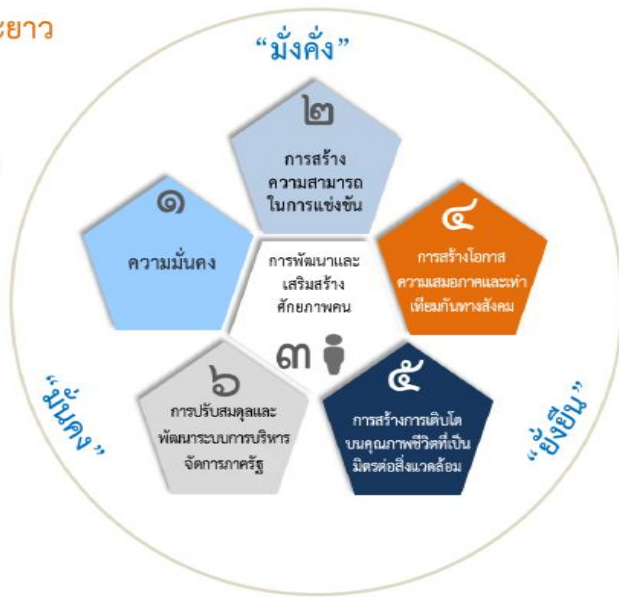 “มั่งคั่ง”
๒
การสร้าง
ความสามารถ
ในการแข่งขัน
๑
ความมั่นคง
การพัฒนาและ
เสริมสร้าง
ศักยภาพคน
๓
๔
การสร้างโอกาส
ความเสมอภาคและเท่า
เทียมกันทางสังคม
๖
การปรับสมดุลและ
พัฒนาระบบการบริหาร
จัดการภาครัฐ
๕
การสร้างการเติบโต
บนคุณภาพชีวิตที่เป็น
มิตรต่อสิ่งแวดล้อม
“มั่นคง”
“ยั่งยืน”